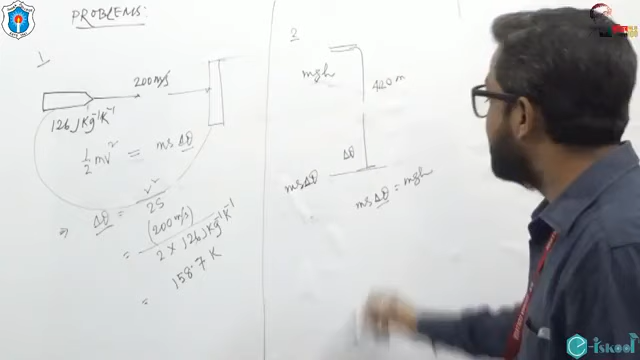 PROBLEMS:
1
200 m/s
126 J Kg⁻¹ K⁻¹
½ mv² = ms Δθ
⇒ Δθ = v² / 2s
= (200 m/s)² / 2 × 126 J Kg⁻¹ K⁻¹
= 158.7 K
2
mgh
420 m
Δθ
msΔθ
msΔθ = mgh
e-iskool